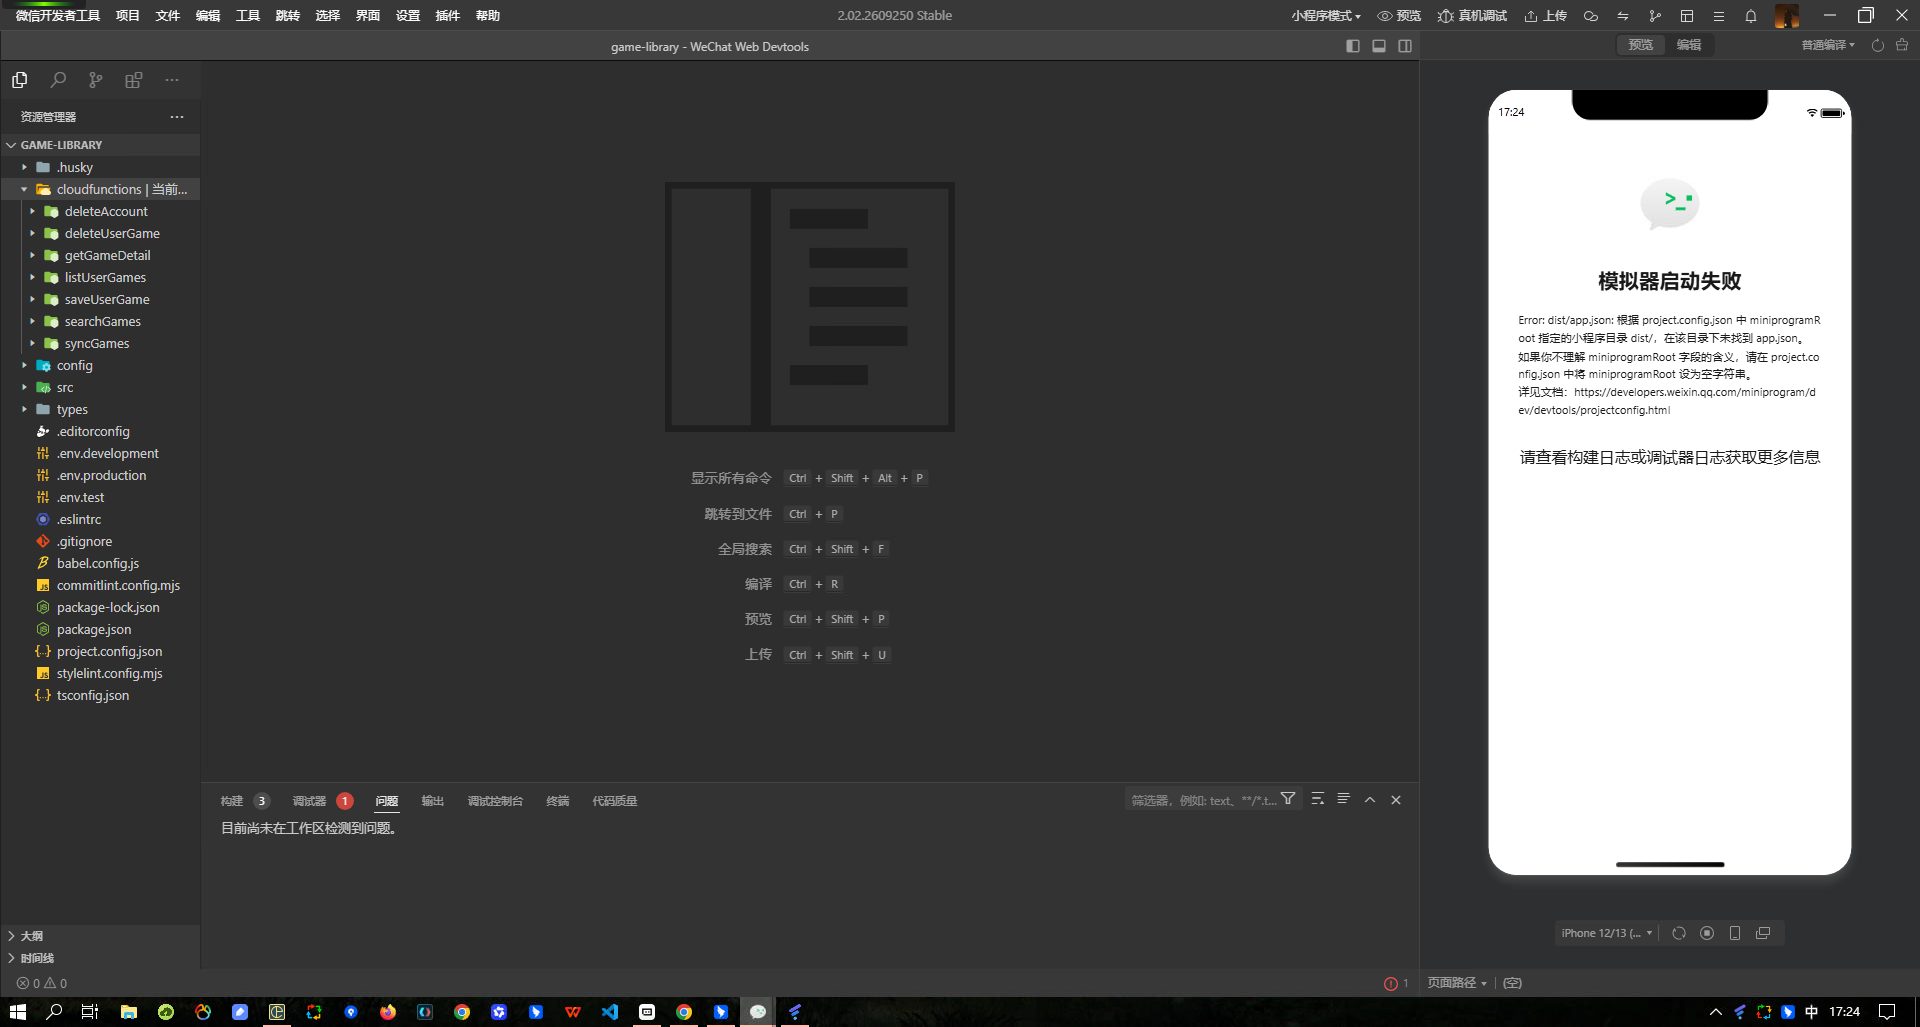 微信开发者工具 项目 文件 编辑 工具 跳转 选择 界面 设置 插件 帮助
2.02.2609250 Stable
小程序模式 预览 真机调试 上传
game-library - WeChat Web Devtools
预览 编辑
普通编译
资源管理器
GAME-LIBRARY
.husky
cloudfunctions | 当前...
deleteAccount
deleteUserGame
getGameDetail
listUserGames
saveUserGame
searchGames
syncGames
config
src
types
.editorconfig
.env.development
.env.production
.env.test
.eslintrc
.gitignore
babel.config.js
commitlint.config.mjs
package-lock.json
package.json
project.config.json
stylelint.config.mjs
tsconfig.json
大纲
时间线
0 0
显示所有命令 Ctrl + Shift + Alt + P
跳转到文件 Ctrl + P
全局搜索 Ctrl + Shift + F
编译 Ctrl + R
预览 Ctrl + Shift + P
上传 Ctrl + Shift + U
构建 3 调试器 1 问题 输出 调试控制台 终端 代码质量
筛选器，例如: text、**/*.t...
目前尚未在工作区检测到问题。
1
17:24
模拟器启动失败
Error: dist/app.json: 根据 project.config.json 中 miniprogramR
oot 指定的小程序目录 dist/，在该目录下未找到 app.json。
如果你不理解 miniprogramRoot 字段的含义，请在 project.co
nfig.json 中将 miniprogramRoot 设为空字符串。
详见文档：https://developers.weixin.qq.com/miniprogram/d
ev/devtools/projectconfig.html
请查看构建日志或调试器日志获取更多信息
iPhone 12/13 (...
页面路径 | (空)
中 17:24